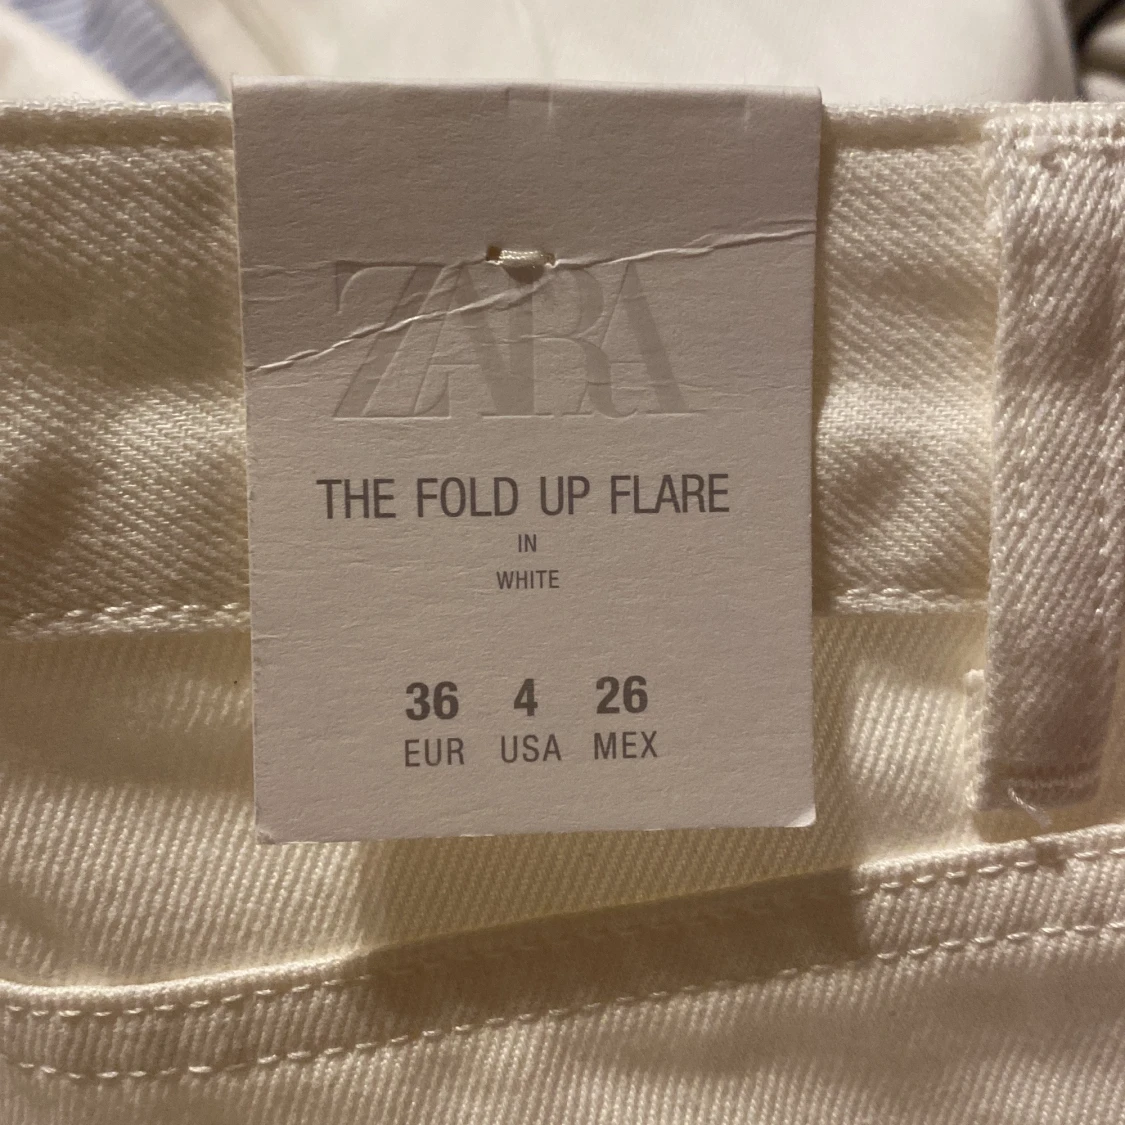 ZARA
THE FOLD UP FLARE
IN
WHITE
36 4 26
EUR USA MEX